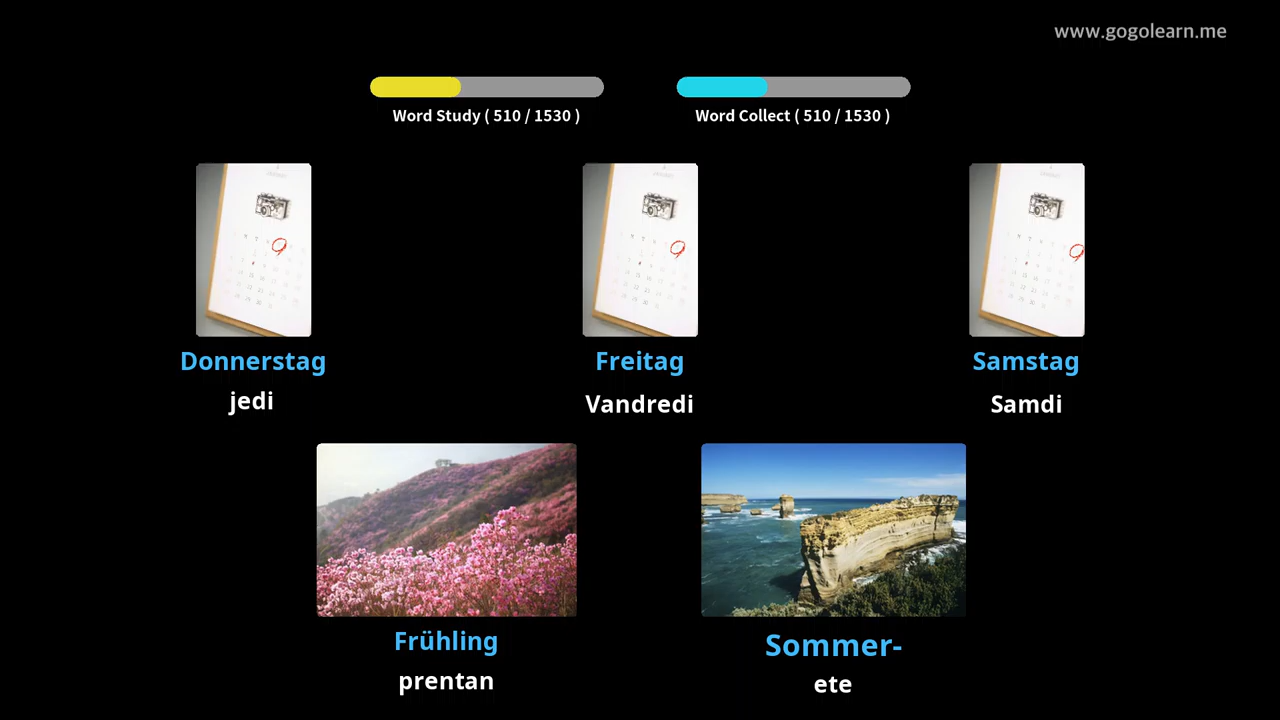 www.gogolearn.me
Word Study ( 510 / 1530 )
Word Collect ( 510 / 1530 )
Donnerstag
Freitag
Samstag
jedi
Vandredi
Samdi
Frühling
Sommer-
prentan
ete